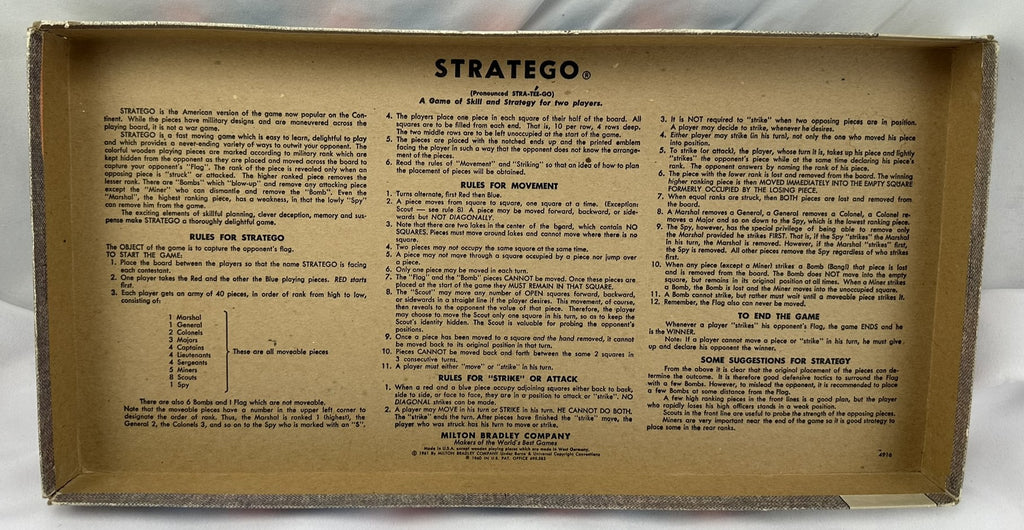 STRATEGO®
(Pronounced STRA-TEE-GO)
A Game of Skill and Strategy for two players.
STRATEGO is the American version of the game now popular on the Con-
tinent. While the pieces have military designs and are maneuvered across the
playing board, it is not a war game.
STRATEGO is a fast moving game which is easy to learn, delightful to play
and which provides a never-ending variety of ways to outwit your opponent. The
colorful wooden playing pieces are marked according to military rank which are
kept hidden from the opponent as they are placed and moved across the board to
capture your opponent's "Flag". The rank of the piece is revealed only when an
opposing piece is "struck" or attacked. The higher ranked piece removes the
lesser rank. There are "Bombs" which "blow-up" and remove any attacking piece
except the "Miner" who can dismantle and remove the "Bomb". Even the
"Marshal", the highest ranking piece, has a weakness, in that the lowly "Spy"
can remove him from the game.
The exciting elements of skillful planning, clever deception, memory and sus-
pense make STRATEGO a thoroughly delightful game.
RULES FOR STRATEGO
The OBJECT of the game is to capture the opponent's flag.
TO START THE GAME:
1. Place the board between the players so that the name STRATEGO is facing
each contestant.
2. One player takes the Red and the other the Blue playing pieces. RED starts
first.
3. Each player gets an army of 40 pieces, in order of rank from high to low,
consisting of:
1 Marshal
1 General
2 Colonels
3 Majors
4 Captains
4 Lieutenants
4 Sergeants
5 Miners
8 Scouts
1 Spy
These are all moveable pieces
There are also 6 Bombs and 1 Flag which are not moveable.
Note that the moveable pieces have a number in the upper left corner to
designate the order of rank. Thus, the Marshal is ranked 1 (highest), the
General 2, the Colonels 3, and so on to the Spy who is marked with an "S".
4. The players place one piece in each square of their half of the board. All
squares are to be filled from each end. That is, 10 per row, 4 rows deep.
The two middle rows are to be left unoccupied at the start of the game.
5. The pieces are placed with the notched ends up and the printed emblem
facing the player in such a way that the opponent does not know the arrange-
ment of the pieces.
6. Read the rules of "Movement" and "Striking" so that an idea of how to plan
the placement of pieces will be obtained.
RULES FOR MOVEMENT
1. Turns alternate, first Red then Blue.
2. A piece moves from square to square, one square at a time. (Exception:
Scout — see rule 8) A piece may be moved forward, backward, or side-
wards but NOT DIAGONALLY.
3. Note that there are two lakes in the center of the board, which contains NO
SQUARES. Pieces must move around lakes and cannot move where there is no
square.
4. Two pieces may not occupy the same square at the same time.
5. A piece may not move through a square occupied by a piece nor jump over
a piece.
6. Only one piece may be moved in each turn.
7. The "Flag" and the "Bomb" pieces CANNOT be moved. Once these pieces are
placed at the start of the game they MUST REMAIN IN THAT SQUARE.
8. The "Scout" may move any number of OPEN squares forward, backward,
or sidewards in a straight line if the player desires. This movement, of course,
then reveals to the opponent the value of that piece. Therefore, the player
may choose to move the Scout only one square in his turn, so as to keep the
Scout's identity hidden. The Scout is valuable for probing the opponent's
positions.
9. Once a piece has been moved to a square and the hand removed, it cannot
be moved back to its original position in that turn.
10. Pieces CANNOT be moved back and forth between the same 2 squares in
3 consecutive turns.
11. A player must either "move" or "strike" in his turn.
RULES FOR "STRIKE" OR ATTACK
1. When a red and a blue piece occupy adjoining squares either back to back,
side to side, or face to face, they are in a position to attack or "strike". NO
DIAGONAL strikes can be made.
2. A player may MOVE in his turn or STRIKE in his turn. HE CANNOT DO BOTH.
The "strike" ends the turn. After pieces have finished the "strike" move, the
player who was struck has his turn to move or strike.
MILTON BRADLEY COMPANY
Makers of the World's Best Games
Made in U.S.A. except wooden playing pieces which are made in West Germany.
© 1961 By MILTON BRADLEY COMPANY Under Berne & Universal Copyright Conventions
® 1960 IN U.S. PAT. OFFICE 699,582
3. It is NOT required to "strike" when two opposing pieces are in position.
A player may decide to strike, whenever he desires.
4. Either player may strike (in his turn), not only the one who moved his piece
into position.
5. To strike (or attack), the player, whose turn it is, takes up his piece and lightly
"strikes" the opponent's piece while at the same time declaring his piece's
rank. The opponent answers by naming the rank of his piece.
6. The piece with the lower rank is lost and removed from the board. The winning
higher ranking piece is then MOVED IMMEDIATELY INTO THE EMPTY SQUARE
FORMERLY OCCUPIED BY THE LOSING PIECE.
7. When equal ranks are struck, then BOTH pieces are lost and removed from
the board.
8. A Marshal removes a General, a General removes a Colonel, a Colonel re-
moves a Major and so on down to the Spy, which is the lowest ranking piece.
9. The Spy, however, has the special privilege of being able to remove only
the Marshal provided he strikes FIRST. That is, if the Spy "strikes" the Marshal
in his turn, the Marshal is removed. However, if the Marshal "strikes" first,
the Spy is removed. All other pieces remove the Spy regardless of who strikes
first.
10. When any piece (except a Miner) strikes a Bomb (Bang!) that piece is lost
and is removed from the board. The Bomb does NOT move into the empty
square, but remains in its original position at all times. When a Miner strikes
a Bomb, the Bomb is lost and the Miner moves into the unoccupied square.
11. A Bomb cannot strike, but rather must wait until a moveable piece strikes it.
12. Remember, the Flag also can never be moved.
TO END THE GAME
Whenever a player "strikes" his opponent's Flag, the game ENDS and he
is the WINNER.
Note: If a player cannot move a piece or "strike" in his turn, he must give
up and declare his opponent the winner.
SOME SUGGESTIONS FOR STRATEGY
From the above it is clear that the original placement of the pieces can de-
termine the outcome. It is therefore good defensive tactics to surround the Flag
with a few Bombs. However, to mislead the opponent, it is recommended to place
a few Bombs at some distance from the Flag.
A few high ranking pieces in the front lines is a good plan, but the player
who rapidly loses his high officers stands in a weak position.
Scouts in the front line are useful to probe the strength of the opposing pieces.
Miners are very important near the end of the game so it is good strategy to
place some in the rear ranks.
4916